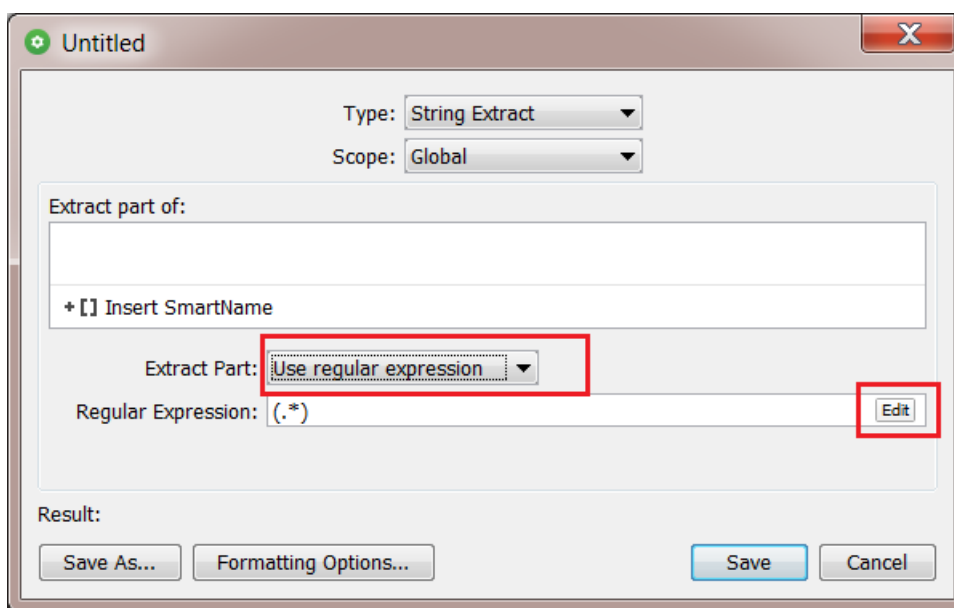 Untitled
X
Type: String Extract
Scope: Global
Extract part of:
+[] Insert SmartName
Extract Part: Use regular expression
Regular Expression: (.*) Edit
Result:
Save As... Formatting Options... Save Cancel